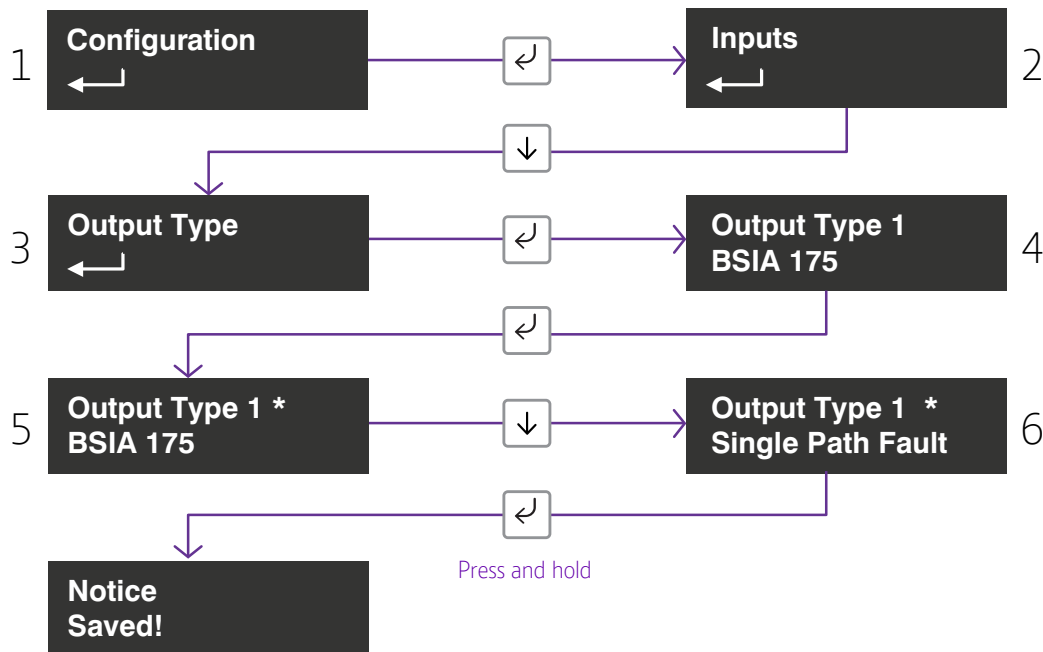 1
Configuration
Inputs
2
3
Output Type
Output Type 1
BSIA 175
4
5
Output Type 1 *
BSIA 175
Output Type 1 *
Single Path Fault
6
Press and hold
Notice
Saved!